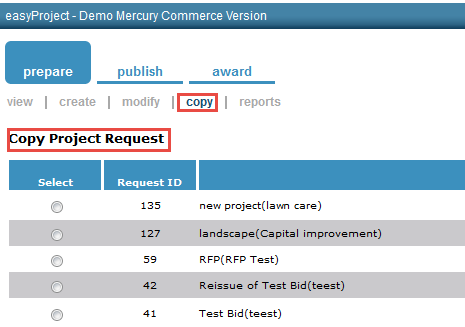 easyProject - Demo Mercury Commerce Version
prepare publish award
view | create | modify | copy | reports
Copy Project Request
Select Request ID
135 new project(lawn care)
127 landscape(Capital improvement)
59 RFP(RFP Test)
42 Reissue of Test Bid(teest)
41 Test Bid(teest)